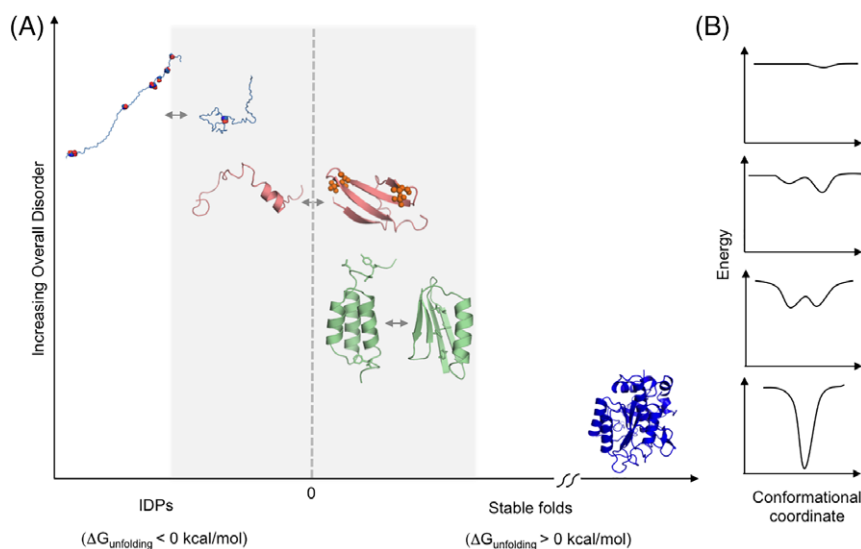 (A)
Increasing Overall Disorder
0
IDPs
Stable folds
(ΔGunfolding < 0 kcal/mol)
(ΔGunfolding > 0 kcal/mol)
(B)
Energy
Conformational
coordinate